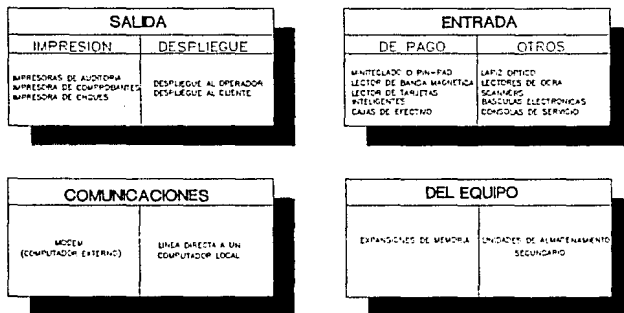 SALIDA
IMPRESION
DESPLIEGUE
IMPRESORAS DE AUDITORIA
IMPRESORA DE COMPROBANTES
IMPRESORA DE CHQUES
DESPLIEGUE AL OPERADOR
DESPLIEGUE AL CLIENTE
ENTRADA
DE PAGO
OTROS
MINITECLADO O PIN-PAD
LECTOR DE BANDA MAGNETICA
LECTOR DE TARJETAS
INTELIGENTES
CAJAS DE EFECTIVO
LAPIZ OPTICO
LECTORES DE OCRA
SCANNERS
BASCULAS ELECTRONICAS
CONSOLAS DE SERVICIO
COMUNICACIONES
MODEM
(COMPUTADOR EXTERNO)
LINEA DIRECTA A UN
COMPUTADOR LOCAL
DEL EQUIPO
EXPANSIONES DE MEMORIA
UNIDADES DE ALMATENAMIENTO
SECUNDARIO